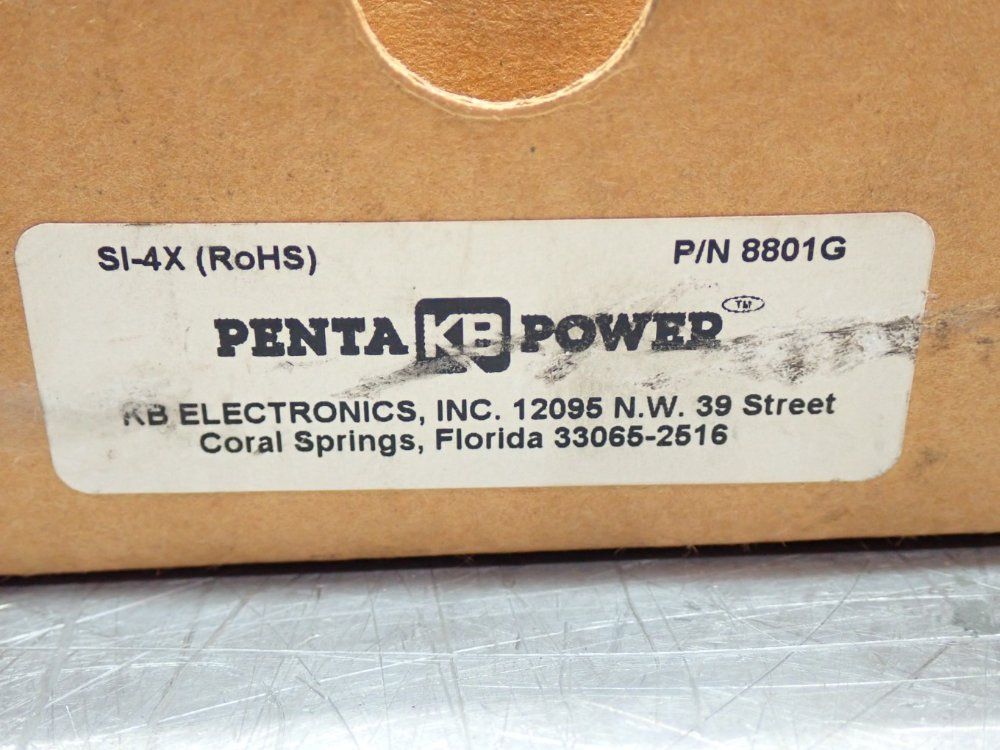 SI-4X (RoHS) P/N 8801G
PENTA KB POWER TM
KB ELECTRONICS, INC. 12095 N.W. 39 Street
Coral Springs, Florida 33065-2516